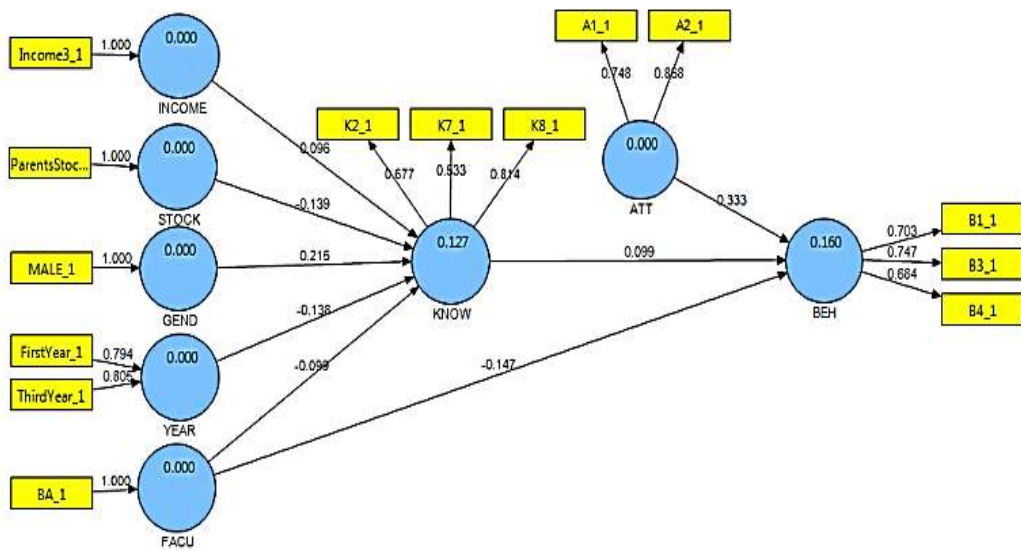 A1_1
A2_1
Income3_1
1.000
0.000
INCOME
0.748
0.868
K2_1
K7_1
K8_1
0.096
0.677
0.533
0.814
0.000
ATT
0.333
ParentsStoc...
1.000
0.000
STOCK
-0.139
MALE_1
1.000
0.000
GEND
0.215
0.127
KNOW
0.099
0.160
BEH
0.703
B1_1
0.747
B3_1
0.684
B4_1
-0.138
FirstYear_1
0.794
ThirdYear_1
0.000
YEAR
-0.099
-0.147
BA_1
1.000
0.000
FACU